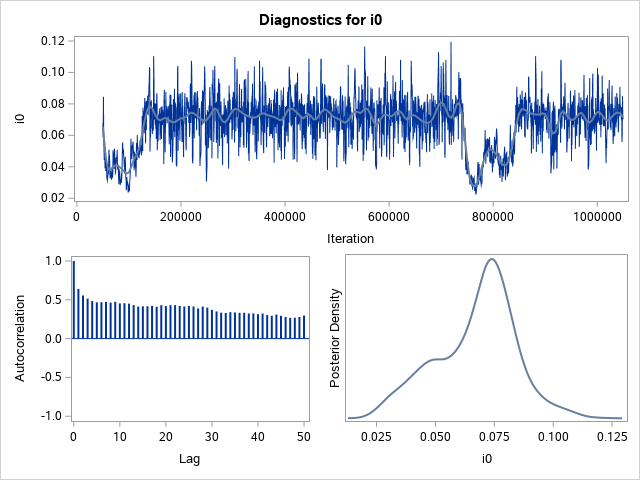 Diagnostics for i0
0.12
0.10
0.08
0.06
0.04
0.02
i0
200000 400000 600000 800000 1000000
Iteration
1.0
0.5
0.0
-0.5
-1.0
Autocorrelation
0 10 20 30 40 50
Lag
Posterior Density
0.025 0.050 0.075 0.100 0.125
i0